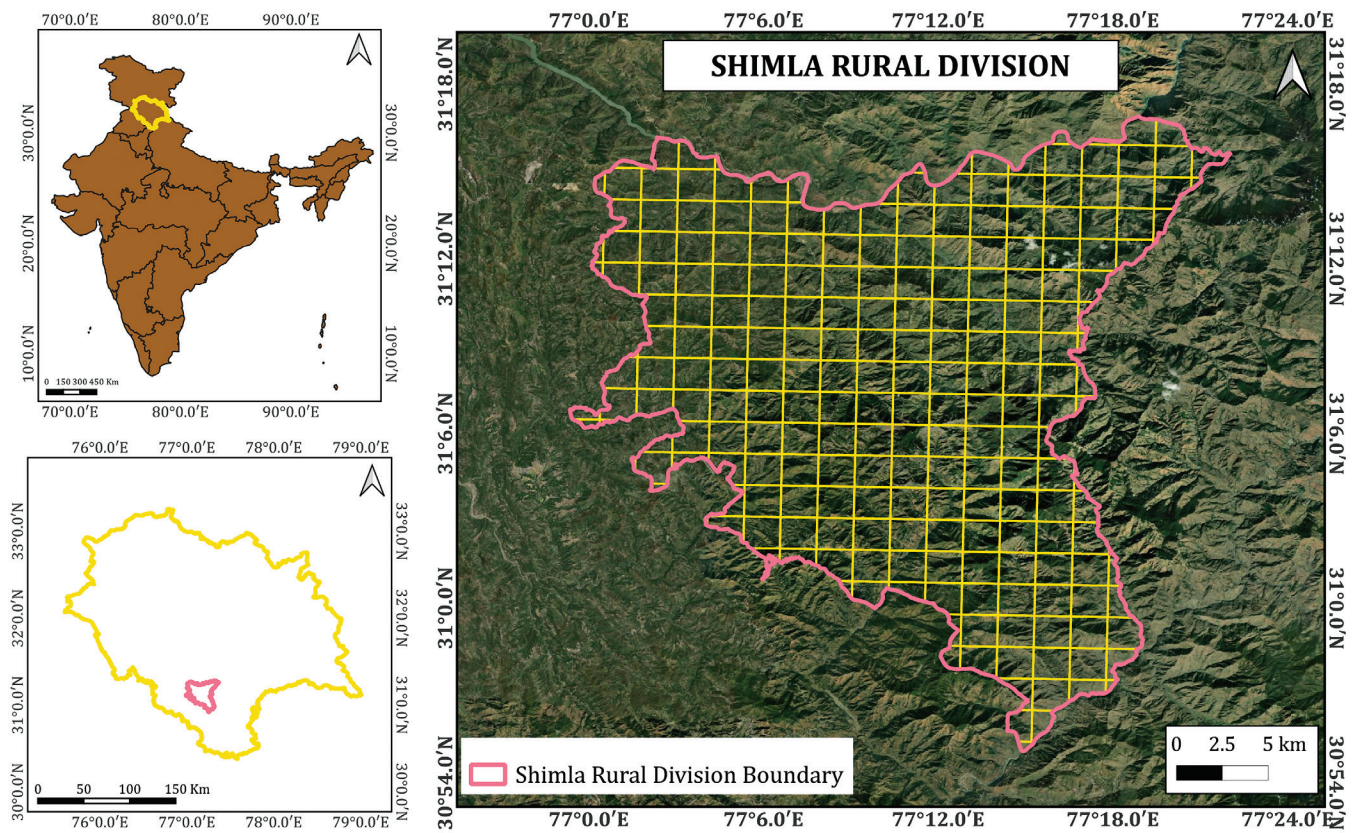 70°0.0'E 80°0.0'E 90°0.0'E
30°0.0'N
20°0.0'N
10°0.0'N
30°0.0'N
20°0.0'N
10°0.0'N
0 150 300 450 Km
70°0.0'E 80°0.0'E 90°0.0'E
76°0.0'E 77°0.0'E 78°0.0'E 79°0.0'E
33°0.0'N
32°0.0'N
31°0.0'N
30°0.0'N
33°0.0'N
32°0.0'N
31°0.0'N
30°0.0'N
0 50 100 150 Km
76°0.0'E 77°0.0'E 78°0.0'E 79°0.0'E
77°0.0'E 77°6.0'E 77°12.0'E 77°18.0'E 77°24.0'E
SHIMLA RURAL DIVISION
31°18.0'N
31°12.0'N
31°6.0'N
31°0.0'N
30°54.0'N
31°18.0'N
31°12.0'N
31°6.0'N
31°0.0'N
30°54.0'N
Shimla Rural Division Boundary
0 2.5 5 km
77°0.0'E 77°6.0'E 77°12.0'E 77°18.0'E 77°24.0'E